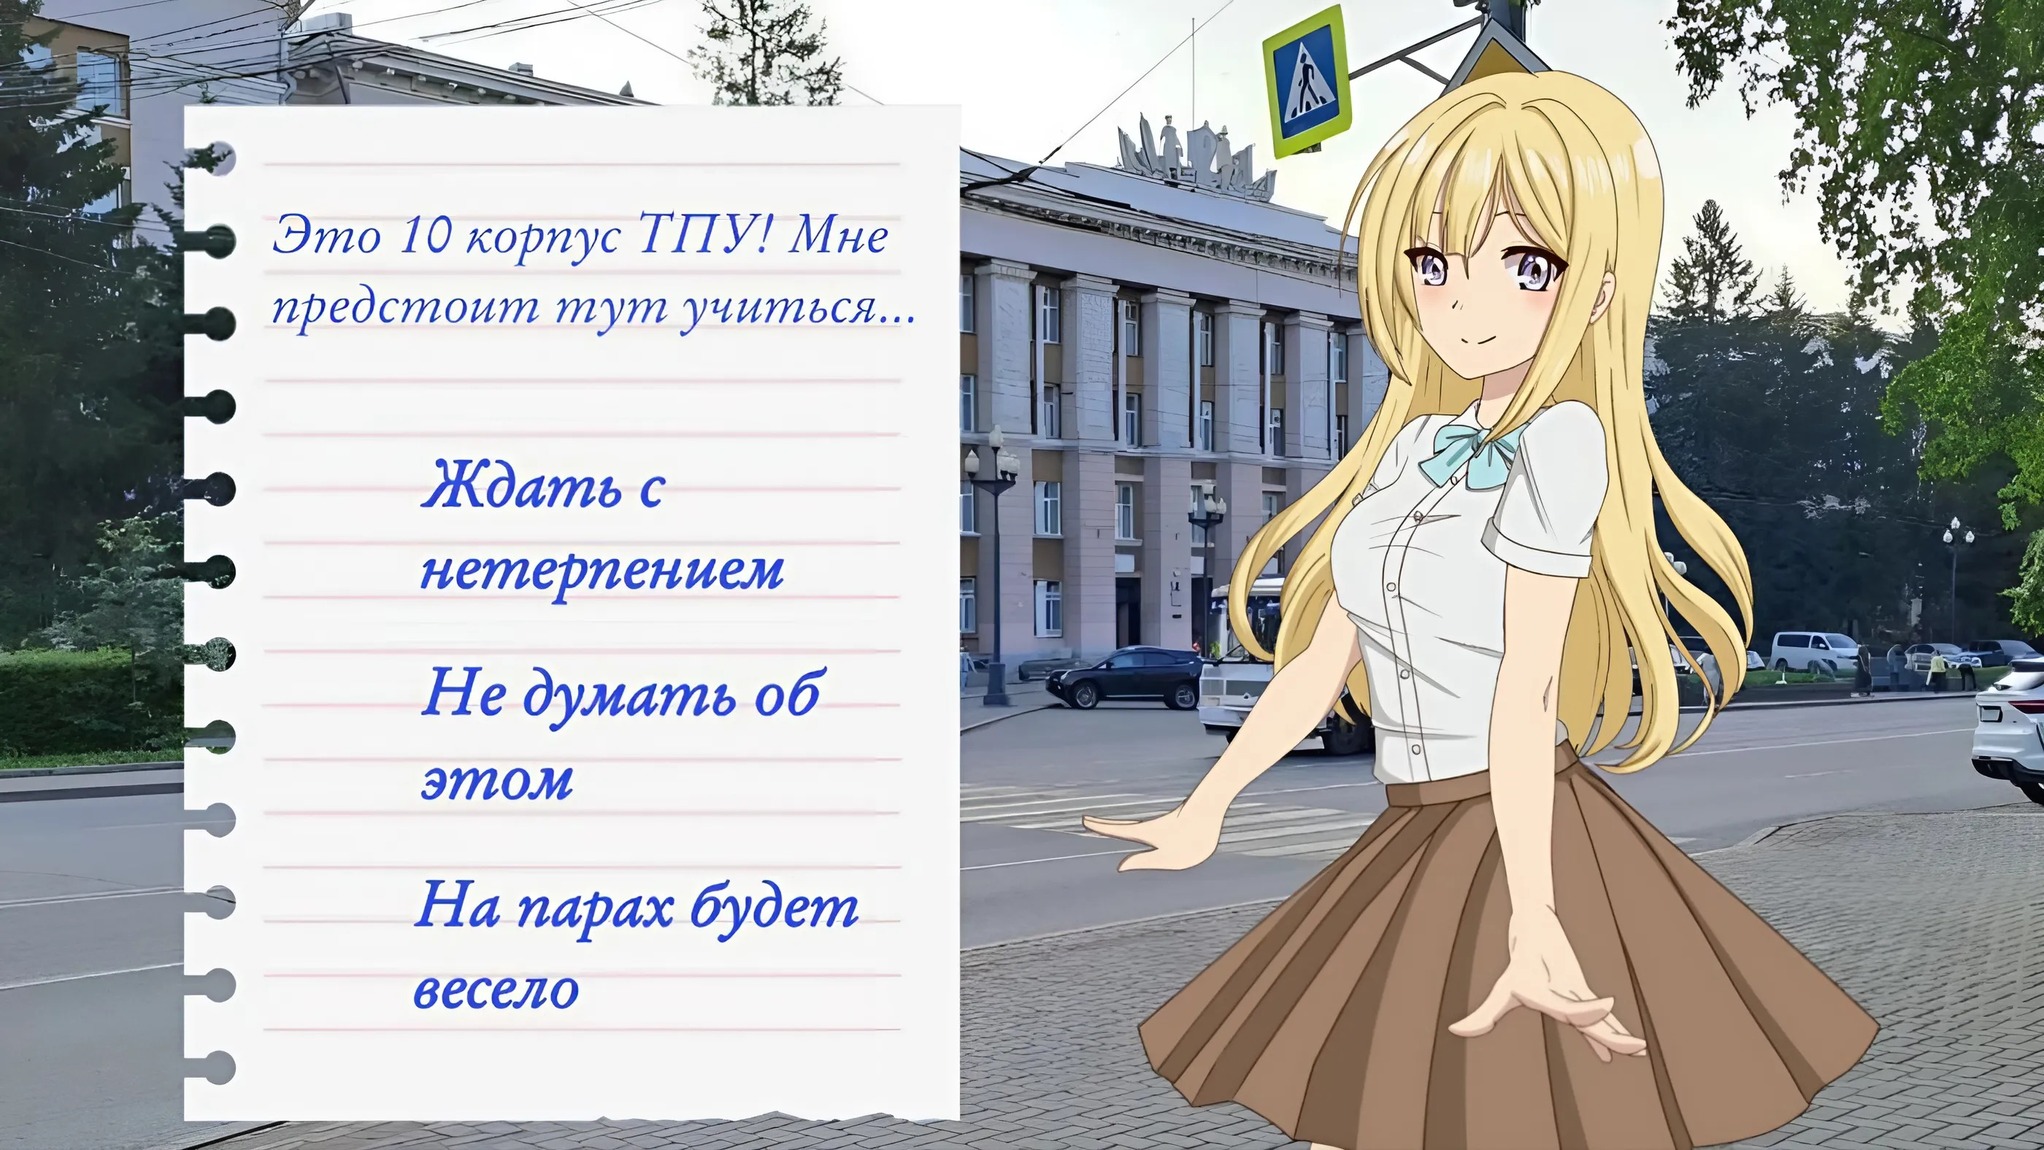 Это 10 корпус ТПУ! Мне
предстоит тут учиться...
Ждать с
нетерпением
Не думать об
этом
На парах будет
весело